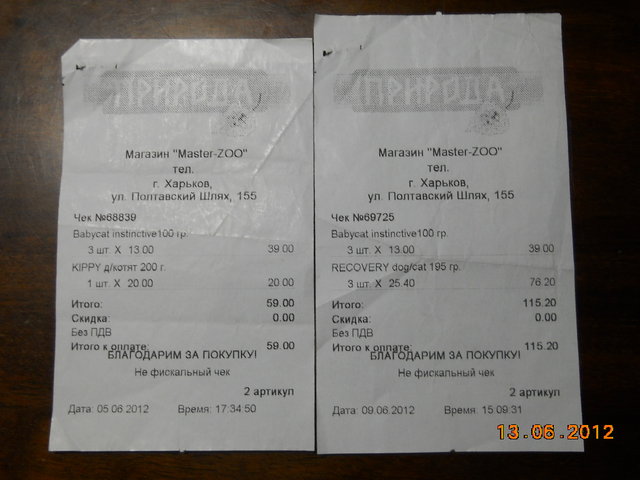 ПРИРОДА
Магазин "Master-ZOO"
тел.
г. Харьков,
ул. Полтавский Шлях, 155
Чек №68839
Babycat instinctive100 гр.
3 шт. X 13.00 39.00
KIPPY д/котят 200 г.
1 шт. X 20.00 20.00
Итого: 59.00
Скидка: 0.00
Без ПДВ
Итого к оплате: 59.00
БЛАГОДАРИМ ЗА ПОКУПКУ!
Не фискальный чек
2 артикул
Дата: 05.06.2012 Время: 17:34:50
ПРИРОДА
Магазин "Master-ZOO"
тел.
г. Харьков,
ул. Полтавский Шлях, 155
Чек №69725
Babycat instinctive100 гр.
3 шт. X 13.00 39.00
RECOVERY dog/cat 195 гр.
3 шт. X 25.40 76.20
Итого: 115.20
Скидка: 0.00
Без ПДВ
Итого к оплате: 115.20
БЛАГОДАРИМ ЗА ПОКУПКУ!
Не фискальный чек
2 артикул
Дата: 09.06.2012 Время: 15:09:31
13.06.2012